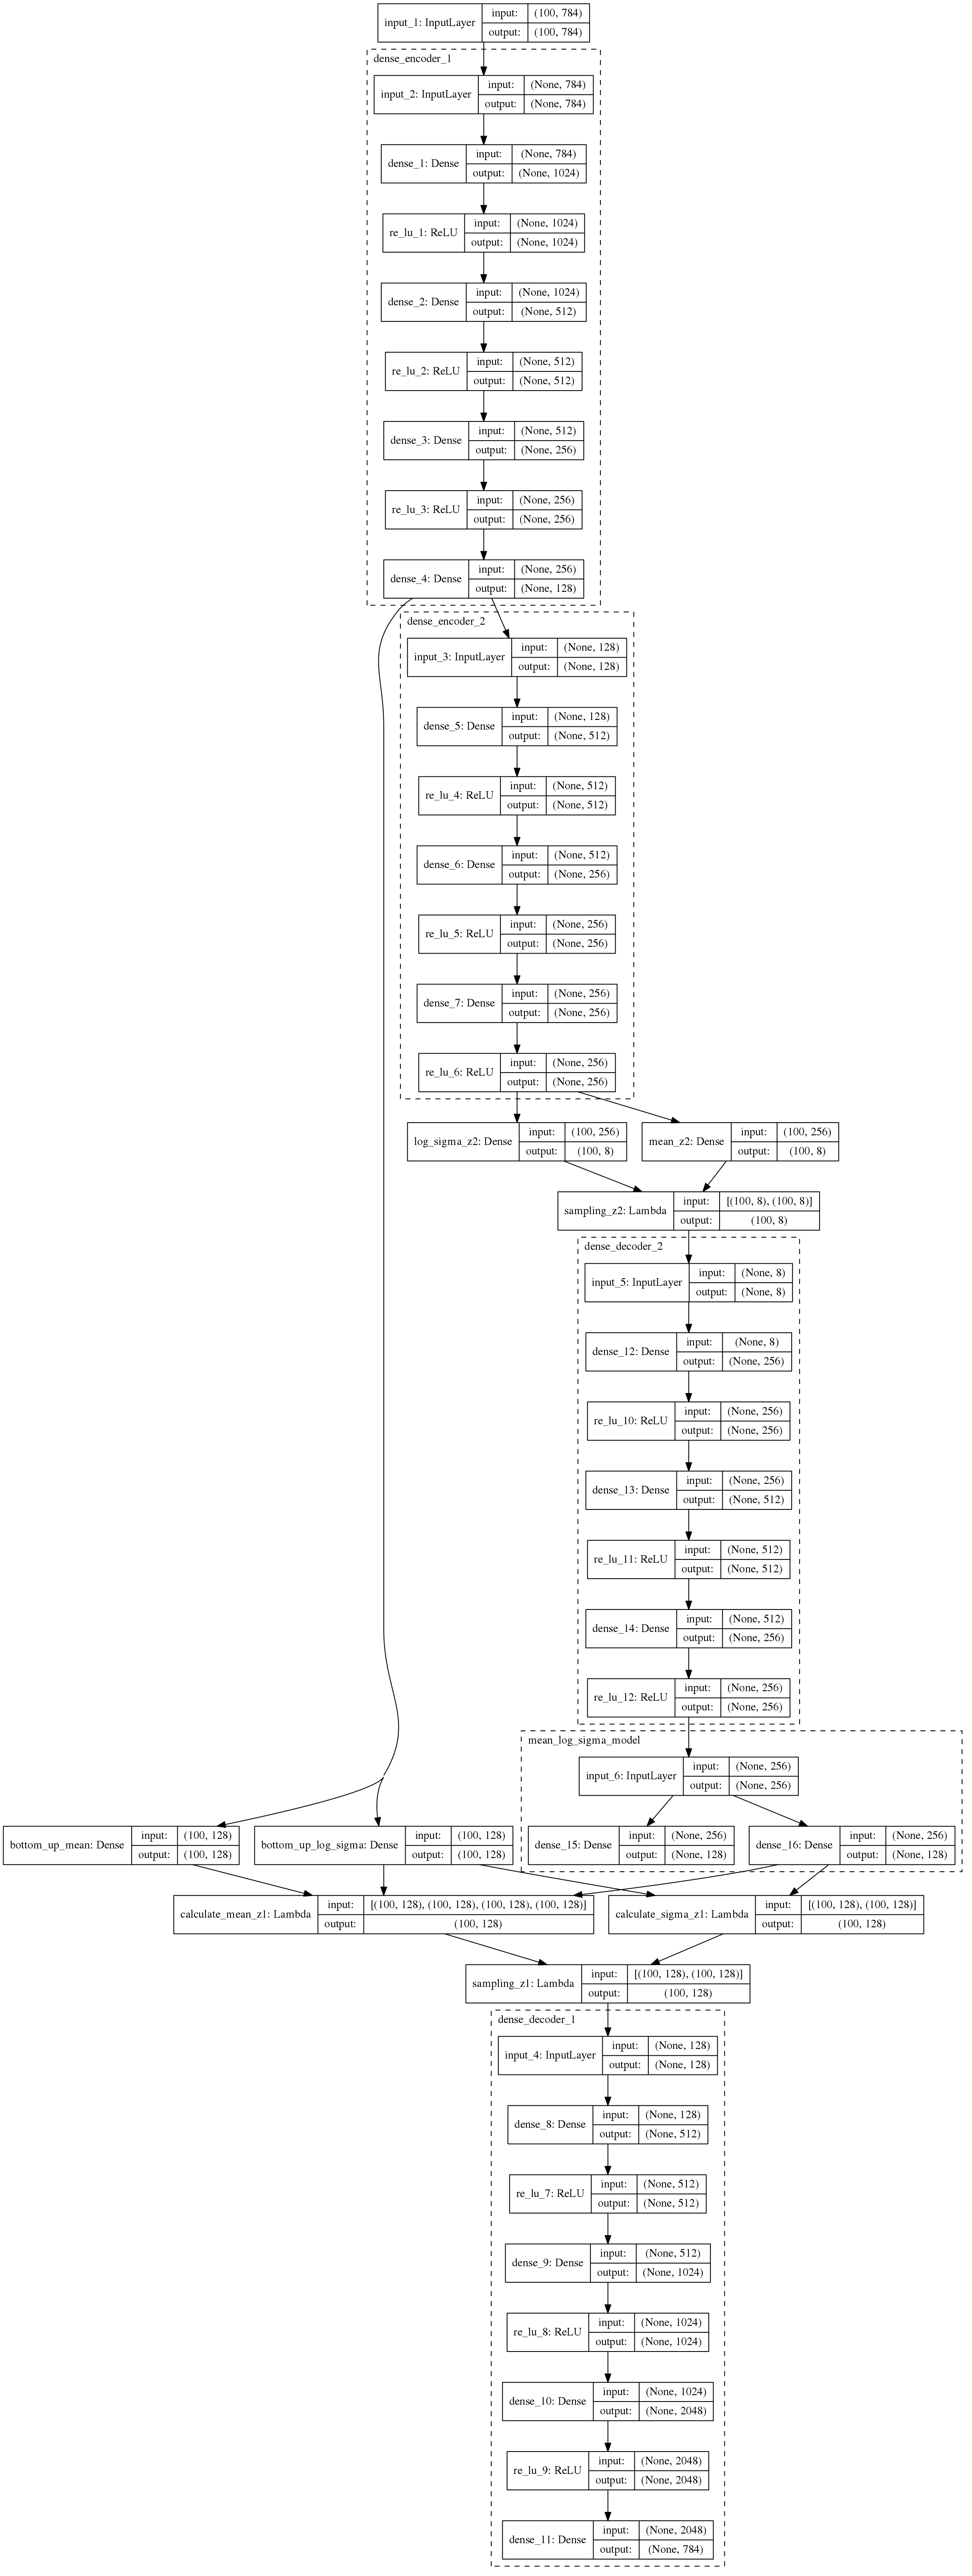 input_1: InputLayer
input: (100, 784)
output: (100, 784)
dense_encoder_1
input_2: InputLayer
input: (None, 784)
output: (None, 784)
dense_1: Dense
input: (None, 784)
output: (None, 1024)
re_lu_1: ReLU
input: (None, 1024)
output: (None, 1024)
dense_2: Dense
input: (None, 1024)
output: (None, 512)
re_lu_2: ReLU
input: (None, 512)
output: (None, 512)
dense_3: Dense
input: (None, 512)
output: (None, 256)
re_lu_3: ReLU
input: (None, 256)
output: (None, 256)
dense_4: Dense
input: (None, 256)
output: (None, 128)
dense_encoder_2
input_3: InputLayer
input: (None, 128)
output: (None, 128)
dense_5: Dense
input: (None, 128)
output: (None, 512)
re_lu_4: ReLU
input: (None, 512)
output: (None, 512)
dense_6: Dense
input: (None, 512)
output: (None, 256)
re_lu_5: ReLU
input: (None, 256)
output: (None, 256)
dense_7: Dense
input: (None, 256)
output: (None, 256)
re_lu_6: ReLU
input: (None, 256)
output: (None, 256)
log_sigma_z2: Dense
input: (100, 256)
output: (100, 8)
mean_z2: Dense
input: (100, 256)
output: (100, 8)
sampling_z2: Lambda
input: [(100, 8), (100, 8)]
output: (100, 8)
dense_decoder_2
input_5: InputLayer
input: (None, 8)
output: (None, 8)
dense_12: Dense
input: (None, 8)
output: (None, 256)
re_lu_10: ReLU
input: (None, 256)
output: (None, 256)
dense_13: Dense
input: (None, 256)
output: (None, 512)
re_lu_11: ReLU
input: (None, 512)
output: (None, 512)
dense_14: Dense
input: (None, 512)
output: (None, 256)
re_lu_12: ReLU
input: (None, 256)
output: (None, 256)
mean_log_sigma_model
input_6: InputLayer
input: (None, 256)
output: (None, 256)
bottom_up_mean: Dense
input: (100, 128)
output: (100, 128)
bottom_up_log_sigma: Dense
input: (100, 128)
output: (100, 128)
dense_15: Dense
input: (None, 256)
output: (None, 128)
dense_16: Dense
input: (None, 256)
output: (None, 128)
calculate_mean_z1: Lambda
input: [(100, 128), (100, 128), (100, 128), (100, 128)]
output: (100, 128)
calculate_sigma_z1: Lambda
input: [(100, 128), (100, 128)]
output: (100, 128)
sampling_z1: Lambda
input: [(100, 128), (100, 128)]
output: (100, 128)
dense_decoder_1
input_4: InputLayer
input: (None, 128)
output: (None, 128)
dense_8: Dense
input: (None, 128)
output: (None, 512)
re_lu_7: ReLU
input: (None, 512)
output: (None, 512)
dense_9: Dense
input: (None, 512)
output: (None, 1024)
re_lu_8: ReLU
input: (None, 1024)
output: (None, 1024)
dense_10: Dense
input: (None, 1024)
output: (None, 2048)
re_lu_9: ReLU
input: (None, 2048)
output: (None, 2048)
dense_11: Dense
input: (None, 2048)
output: (None, 784)